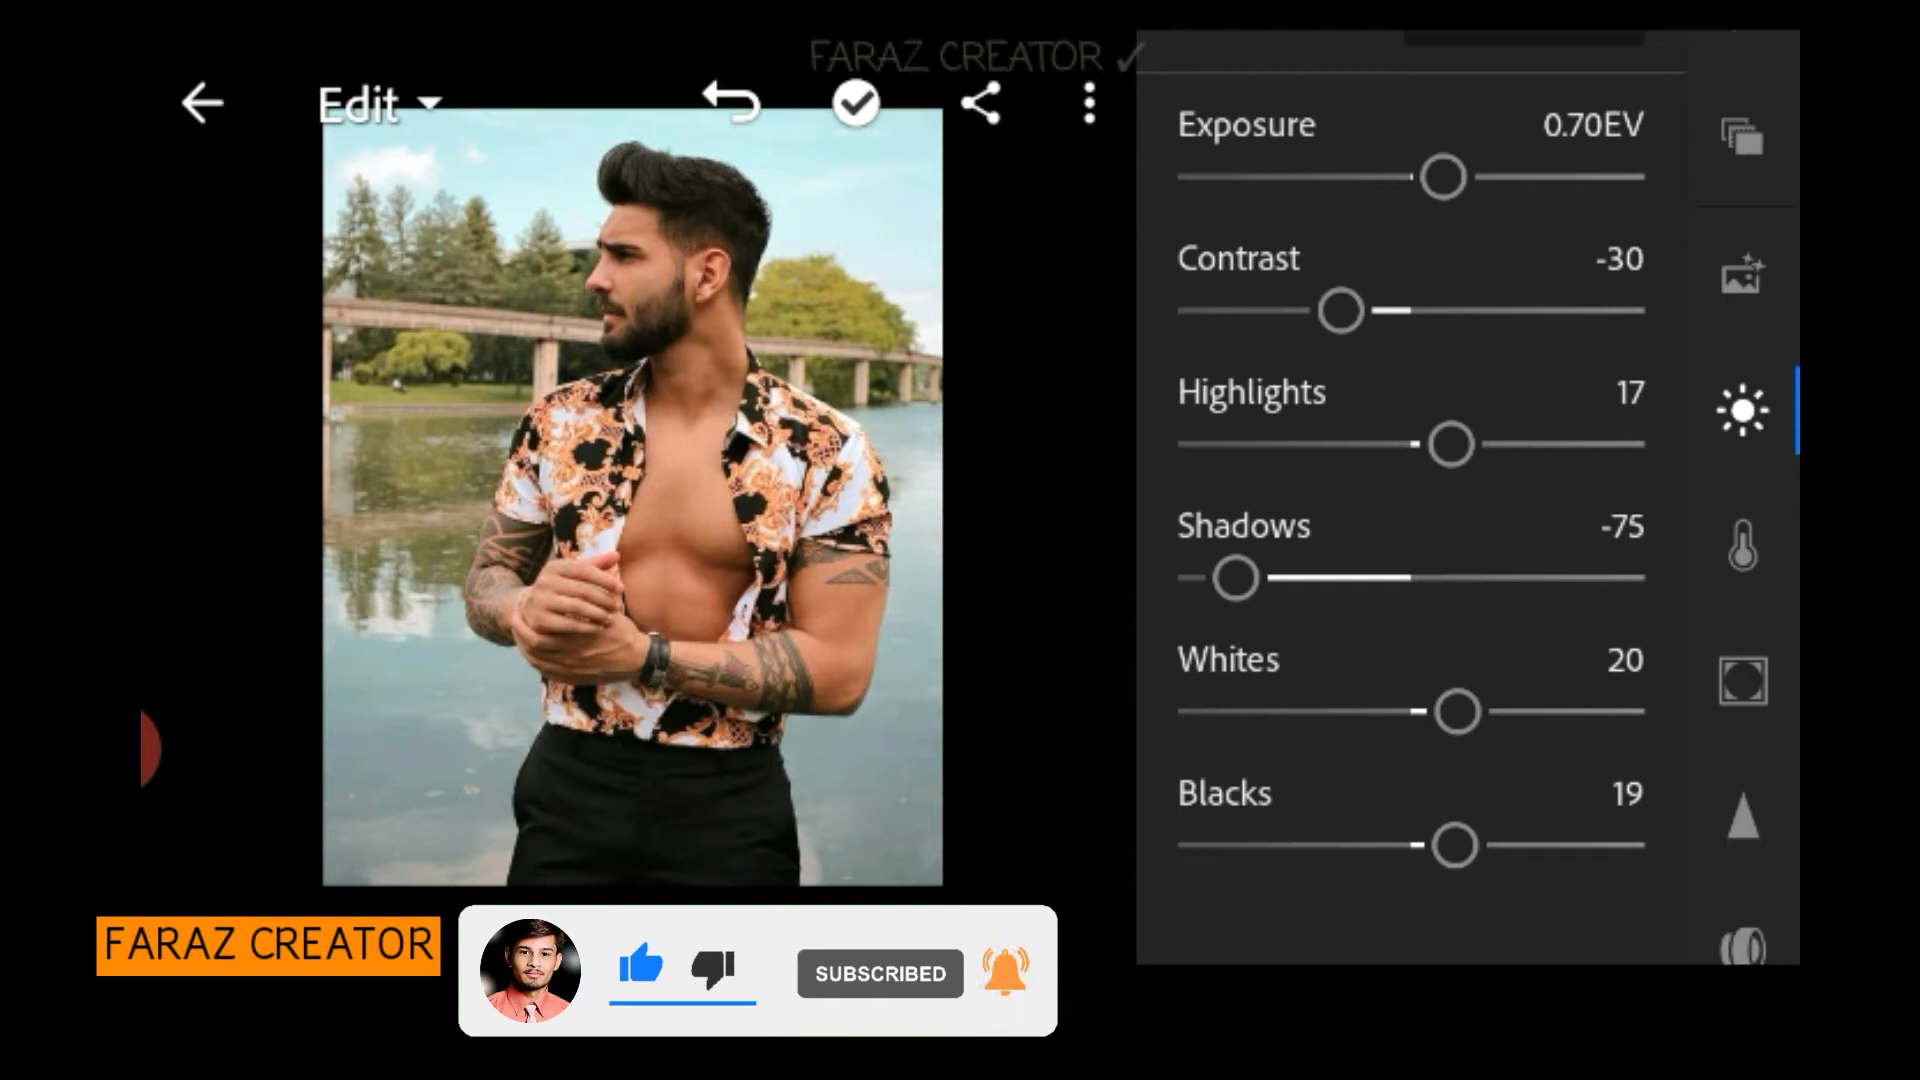 FARAZ CREATOR ✓
Edit
Exposure 0.70EV
Contrast -30
Highlights 17
Shadows -75
Whites 20
Blacks 19
FARAZ CREATOR
SUBSCRIBED